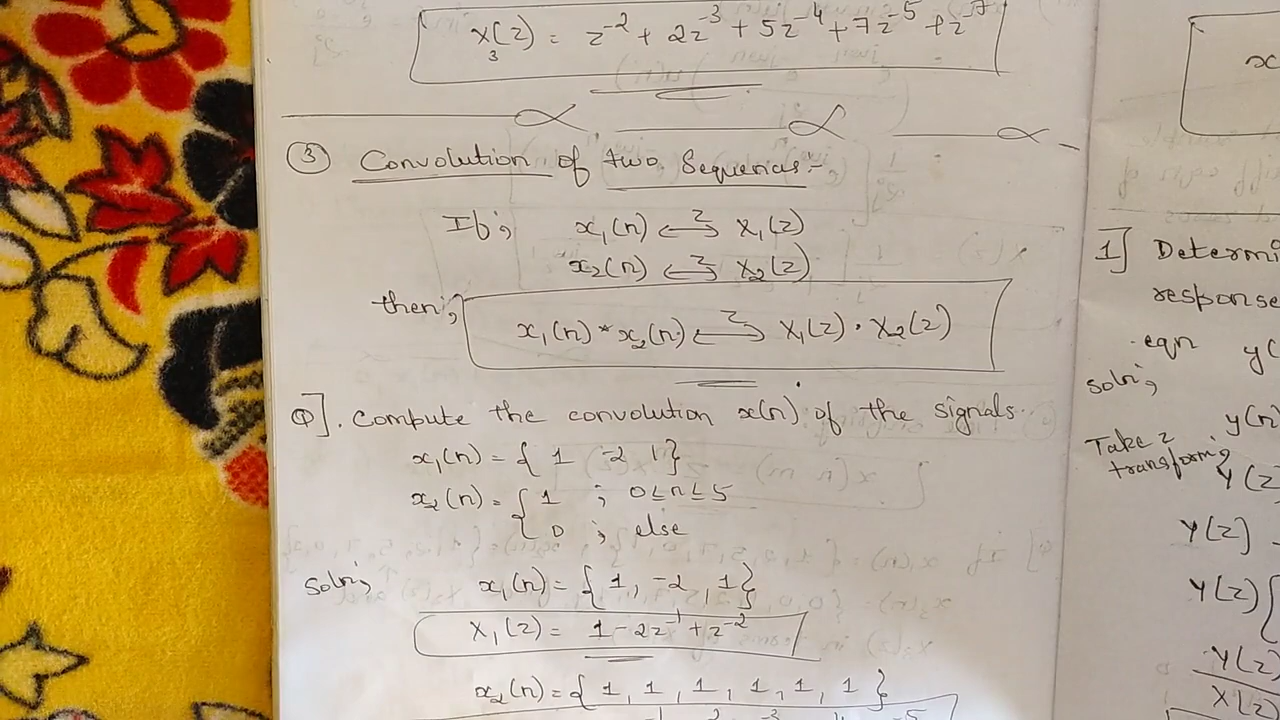 X₃(z) = z⁻² + 2z⁻³ + 5z⁻⁴ + 7z⁻⁵ + z⁻⁷
③ Convolution of two Sequences:-
If; x₁(n) ⟷ᶻ X₁(z)
x₂(n) ⟷ᶻ X₂(z)
then; x₁(n) * x₂(n) ⟷ᶻ X₁(z) · X₂(z)
Q]. Compute the convolution x(n) of the signals.
x₁(n) = { 1 -2 1 }
x₂(n) = { 1 ; 0≤n≤5
0 ; else
Soln; x₁(n) = { 1, -2, 1 }
X₁(z) = 1 - 2z⁻¹ + z⁻²
x₂(n) = { 1, 1, 1, 1, 1, 1 }
x
1] Determi
response
eqn y(
Soln;
y(n)
Take z
transform;
Y(z
Y(z) -
Y(z) [
Y(z)
X(z)